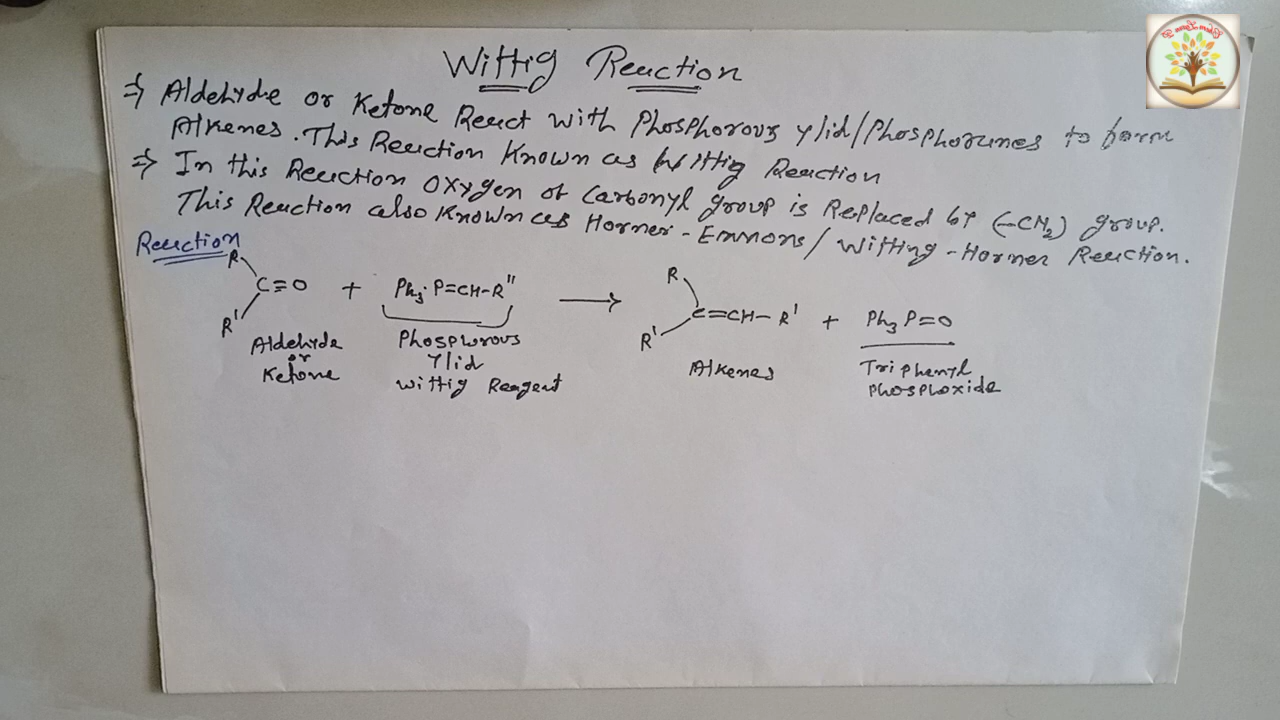 Wittig Reaction
⇒ Aldehyde or Ketone React with Phosphorous ylid/Phosphoranes to form
Alkenes. This Reaction Known as Wittig Reaction
⇒ In this Reaction Oxygen of Carbonyl group is Replaced by (=CH2) group.
This Reaction also Known as Horner-Emmons/Witting-Horner Reaction.
Reaction
R
C=O + Ph3·P=CH-R" → R
R'
C=CH-R' + Ph3P=O
R'
Aldehyde
or
Ketone
Phosphorous
Ylid
Wittig Reagent
Alkenes
Triphenyl
Phosphoxide